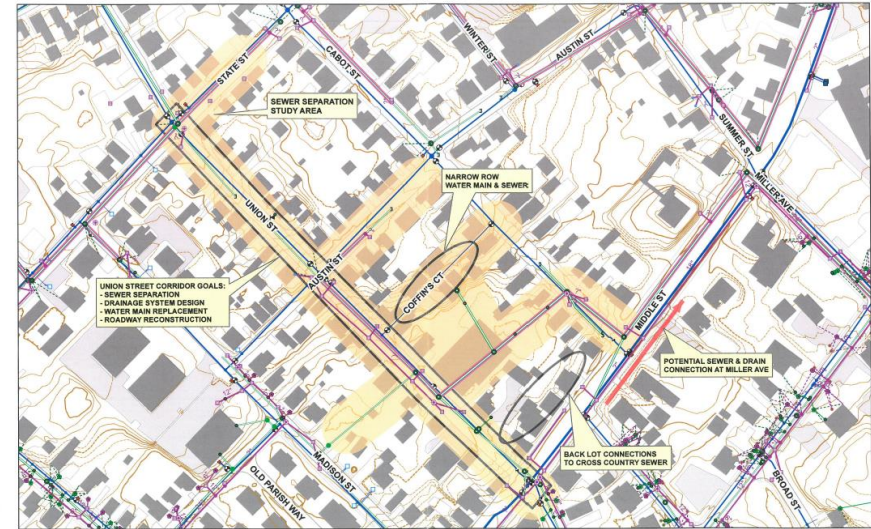 STATE ST
CABOT ST
WINTER ST
AUSTIN ST
SEWER SEPARATION
STUDY AREA
SUMMER ST
MILLER AVE
NARROW ROW
WATER MAIN & SEWER:
UNION ST
AUSTIN ST
COFFIN'S CT
UNION STREET CORRIDOR GOALS:
- SEWER SEPARATION
- DRAINAGE SYSTEM DESIGN
- WATER MAIN REPLACEMENT
- ROADWAY RECONSTRUCTION
MIDDLE ST
POTENTIAL SEWER & DRAIN
CONNECTION AT MILLER AVE
BACK LOT CONNECTIONS
TO CROSS COUNTRY SEWER
MADISON ST
OLD PARISH WAY
BROAD ST